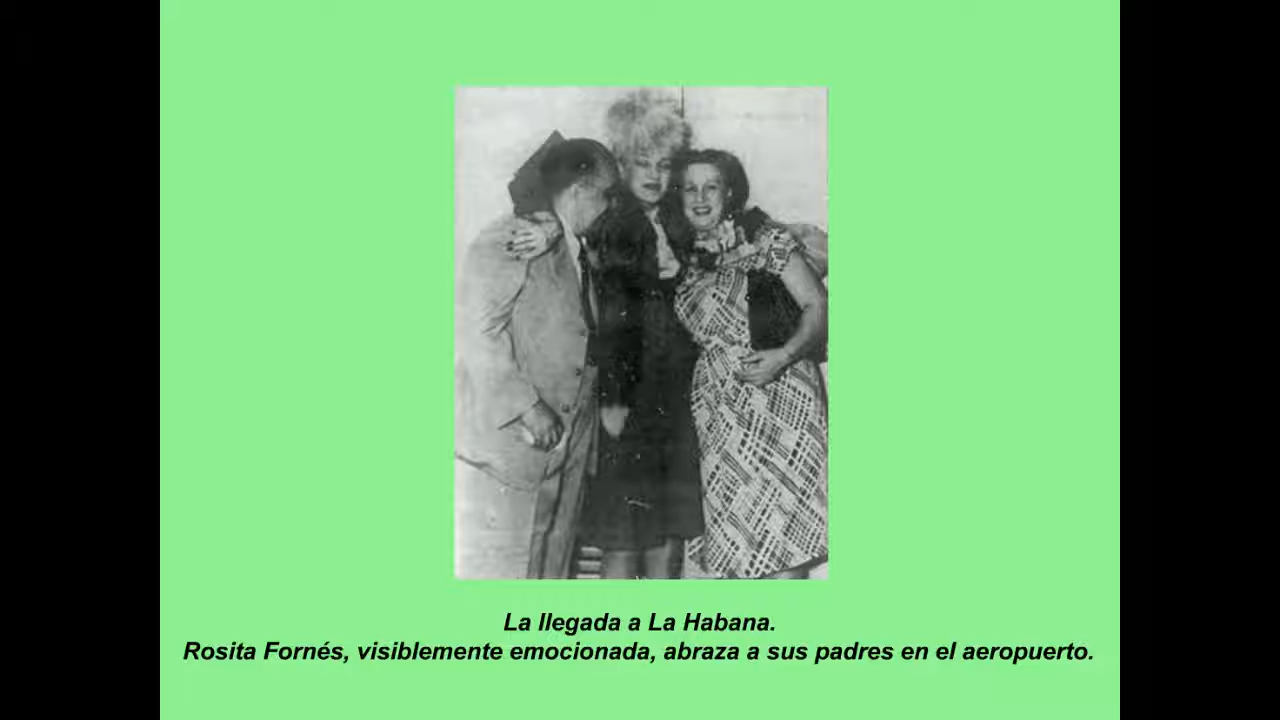 La llegada a La Habana.
Rosita Fornés, visiblemente emocionada, abraza a sus padres en el aeropuerto.